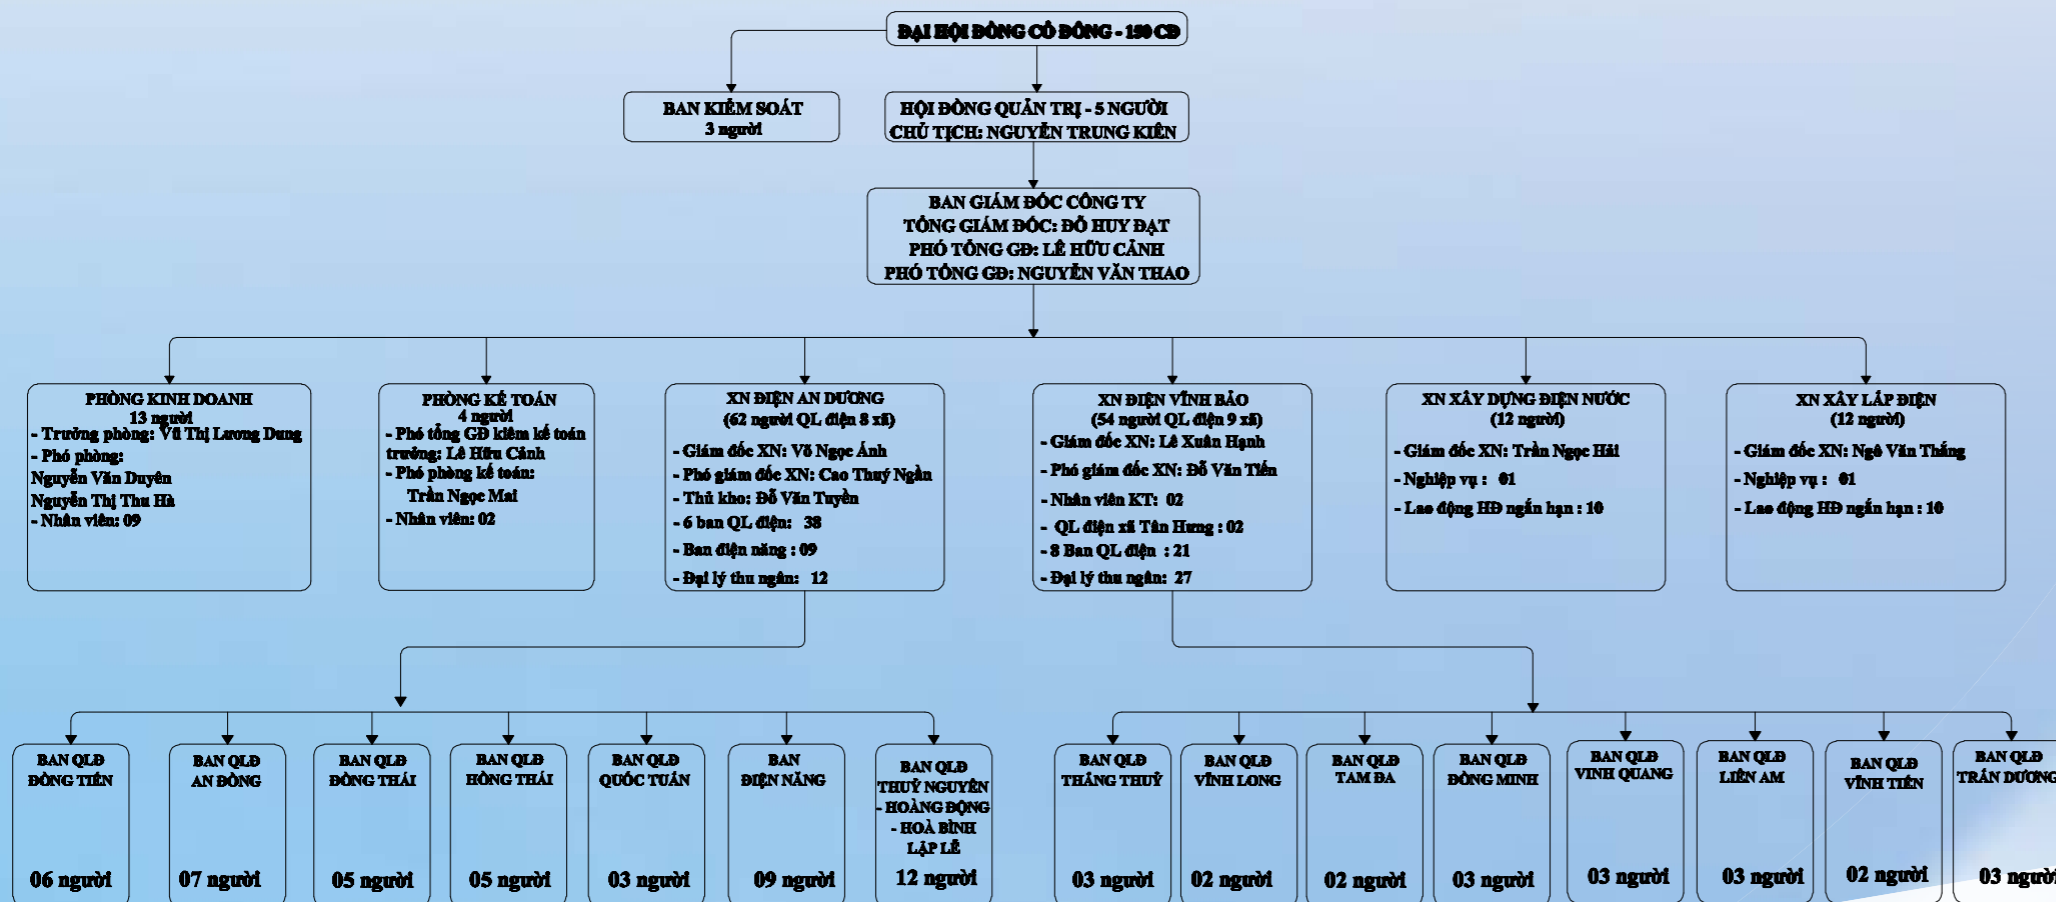 ĐẠI HỘI ĐỒNG CỔ ĐÔNG - 150 CĐ
BAN KIỂM SOÁT
3 người
HỘI ĐỒNG QUẢN TRỊ - 5 NGƯỜI
CHỦ TỊCH: NGUYỄN TRUNG KIÊN
BAN GIÁM ĐỐC CÔNG TY
TỔNG GIÁM ĐỐC: ĐỖ HUY ĐẠT
PHÓ TỔNG GĐ: LÊ HỮU CẢNH
PHÓ TỔNG GĐ: NGUYỄN VĂN THAO
PHÒNG KINH DOANH
13 người
- Trưởng phòng: Vũ Thị Lương Dung
- Phó phòng:
Nguyễn Văn Duyên
Nguyễn Thị Thu Hà
- Nhân viên: 09
PHÒNG KẾ TOÁN
4 người
- Phó tổng GĐ kiêm kế toán
trưởng: Lê Hữu Cảnh
- Phó phòng kế toán:
Trần Ngọc Mai
- Nhân viên: 02
XN ĐIỆN AN DƯƠNG
(62 người QL điện 8 xã)
- Giám đốc XN: Võ Ngọc Ánh
- Phó giám đốc XN: Cao Thuý Ngần
- Thủ kho: Đỗ Văn Tuyền
- 6 ban QL điện: 38
- Ban điện năng : 09
- Đại lý thu ngân: 12
XN ĐIỆN VĨNH BẢO
(54 người QL điện 9 xã)
- Giám đốc XN: Lê Xuân Hạnh
- Phó giám đốc XN: Đỗ Văn Tiến
- Nhân viên KT: 02
- QL điện xã Tân Hưng : 02
- 8 Ban QL điện : 21
- Đại lý thu ngân: 27
XN XÂY DỰNG ĐIỆN NƯỚC
(12 người)
- Giám đốc XN: Trần Ngọc Hải
- Nghiệp vụ : 01
- Lao động HĐ ngắn hạn : 10
XN XÂY LẮP ĐIỆN
(12 người)
- Giám đốc XN: Ngô Văn Thắng
- Nghiệp vụ : 01
- Lao động HĐ ngắn hạn : 10
BAN QLĐ
ĐỒNG TIẾN
06 người
BAN QLĐ
AN ĐỒNG
07 người
BAN QLĐ
ĐỒNG THÁI
05 người
BAN QLĐ
HỒNG THÁI
05 người
BAN QLĐ
QUỐC TUẤN
03 người
BAN
ĐIỆN NĂNG
09 người
BAN QLĐ
THUỶ NGUYÊN
- HOÀNG ĐỘNG
- HOÀ BÌNH
LẬP LỄ
12 người
BAN QLĐ
THẮNG THUỶ
03 người
BAN QLĐ
VĨNH LONG
02 người
BAN QLĐ
TAM ĐA
02 người
BAN QLĐ
ĐỒNG MINH
03 người
BAN QLĐ
VINH QUANG
03 người
BAN QLĐ
LIÊN AM
03 người
BAN QLĐ
VĨNH TIẾN
02 người
BAN QLĐ
TRẤN DƯƠNG
03 người